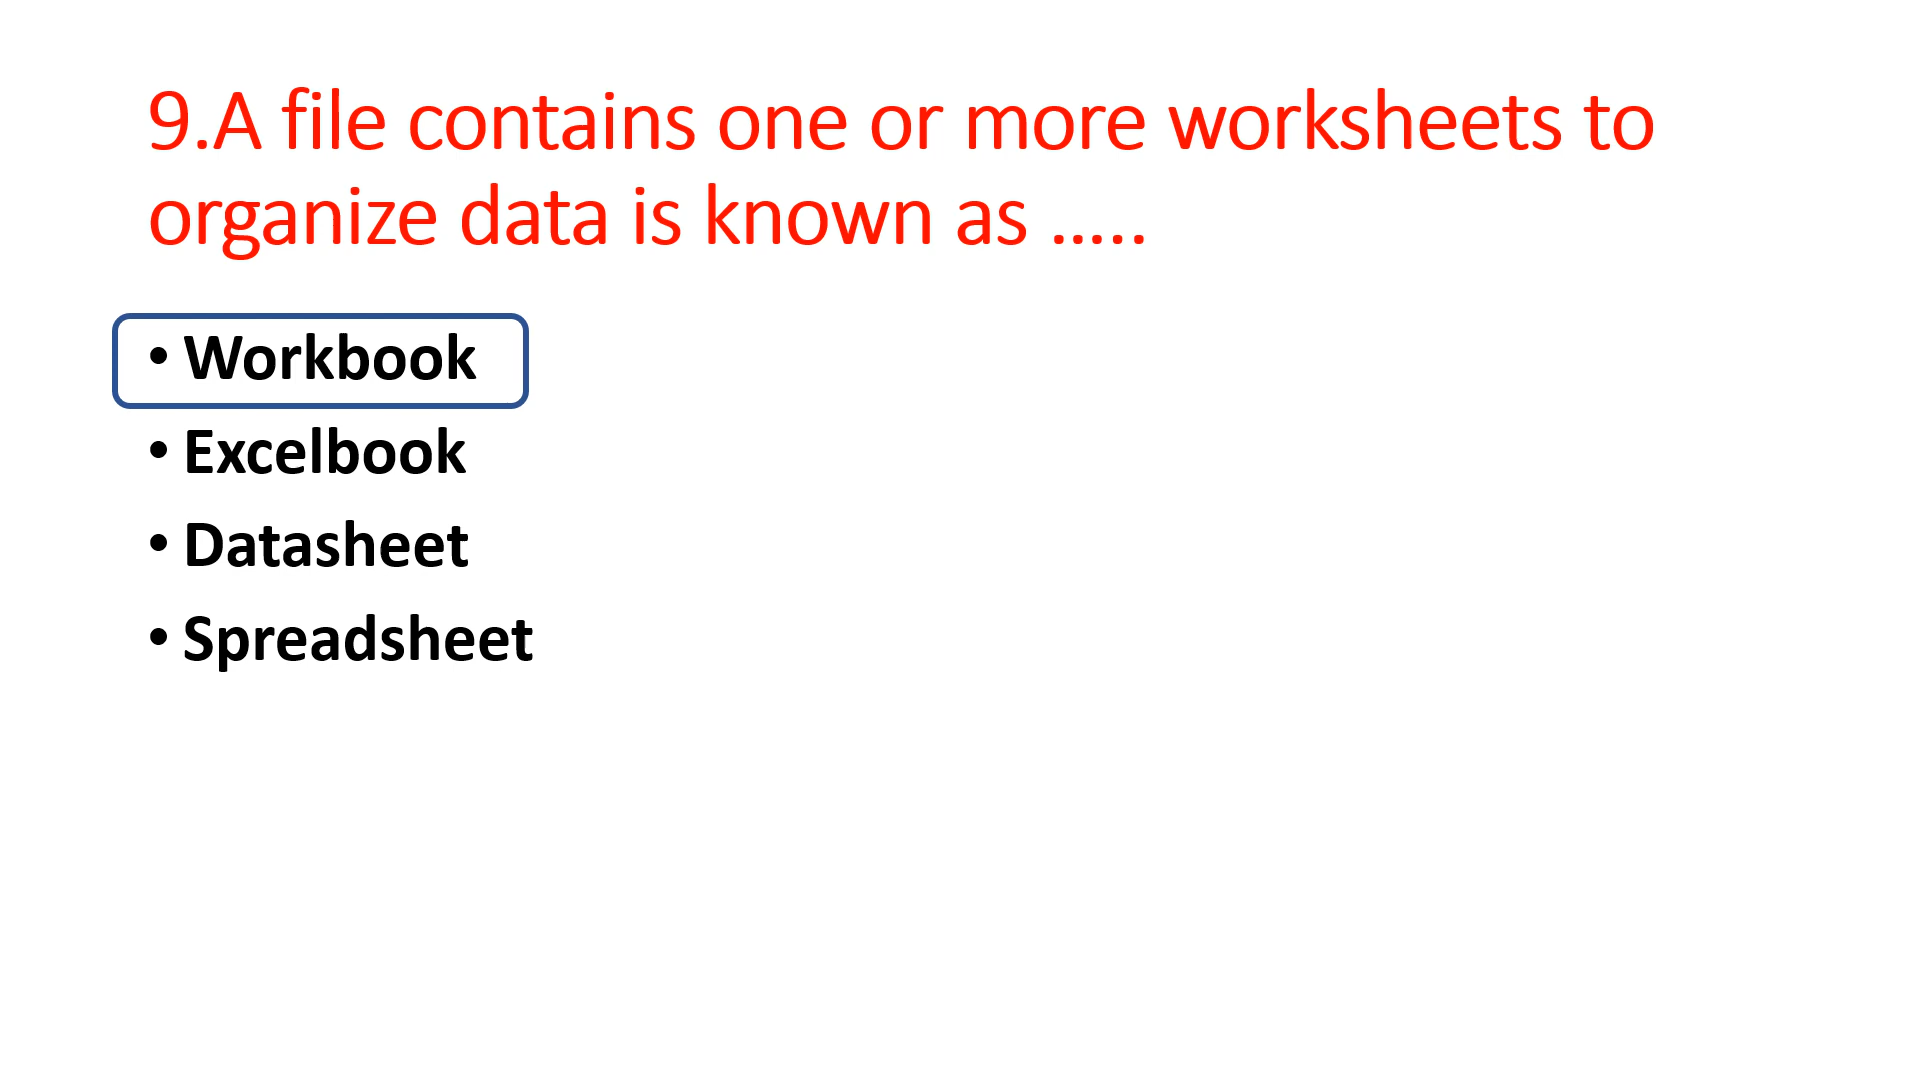 9.A file contains one or more worksheets to
organize data is known as …..
• Workbook
• Excelbook
• Datasheet
• Spreadsheet